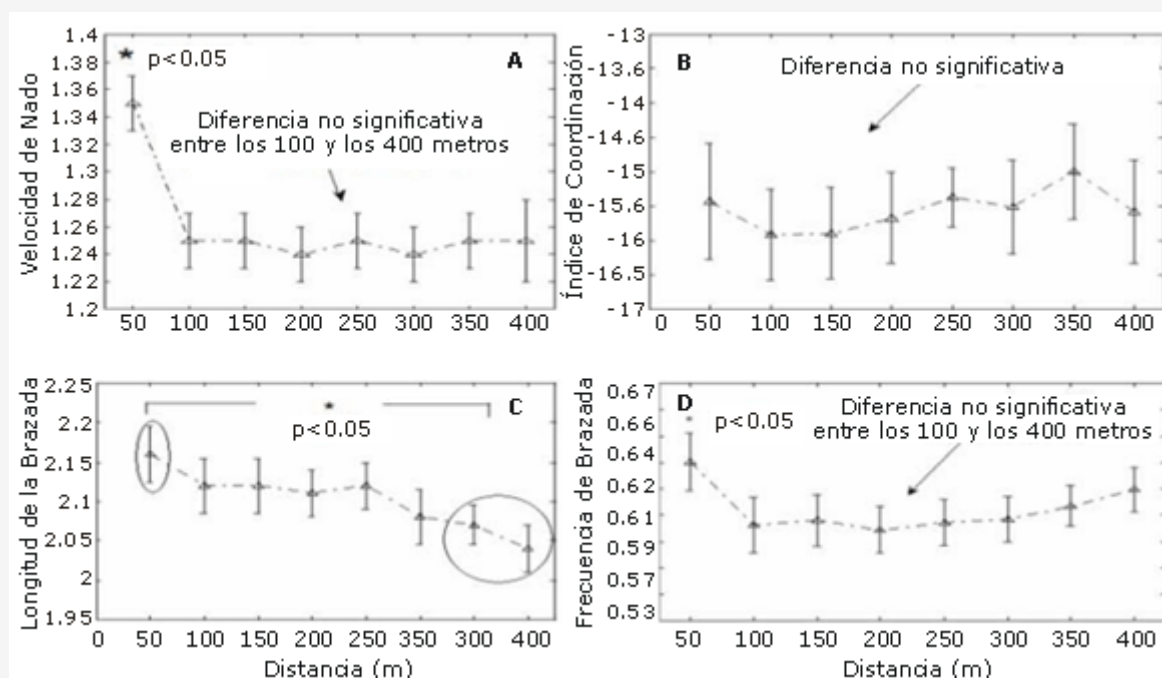 1.4
1.38
1.36
1.34
1.32
1.3
1.28
1.26
1.24
1.22
1.2
Velocidad de Nado
* p<0.05
A
Diferencia no significativa
entre los 100 y los 400 metros
50 100 150 200 250 300 350 400
-13
-13.6
-14
-14.6
-15
-15.6
-16
-16.5
-17
Índice de Coordinación
B
Diferencia no significativa
0 50 100 150 200 250 300 350 400
2.25
2.2
2.15
2.1
2.05
2
1.95
Longitud de la Brazada
C
*
p<0.05
0 50 100 150 200 250 350 300 400
Distancia (m)
0.67
0.66
0.64
0.62
0.61
0.59
0.57
0.53
Frecuencia de Brazada
D
* p<0.05
Diferencia no significativa
entre los 100 y los 400 metros
50 100 150 200 250 300 350 400
Distancia (m)